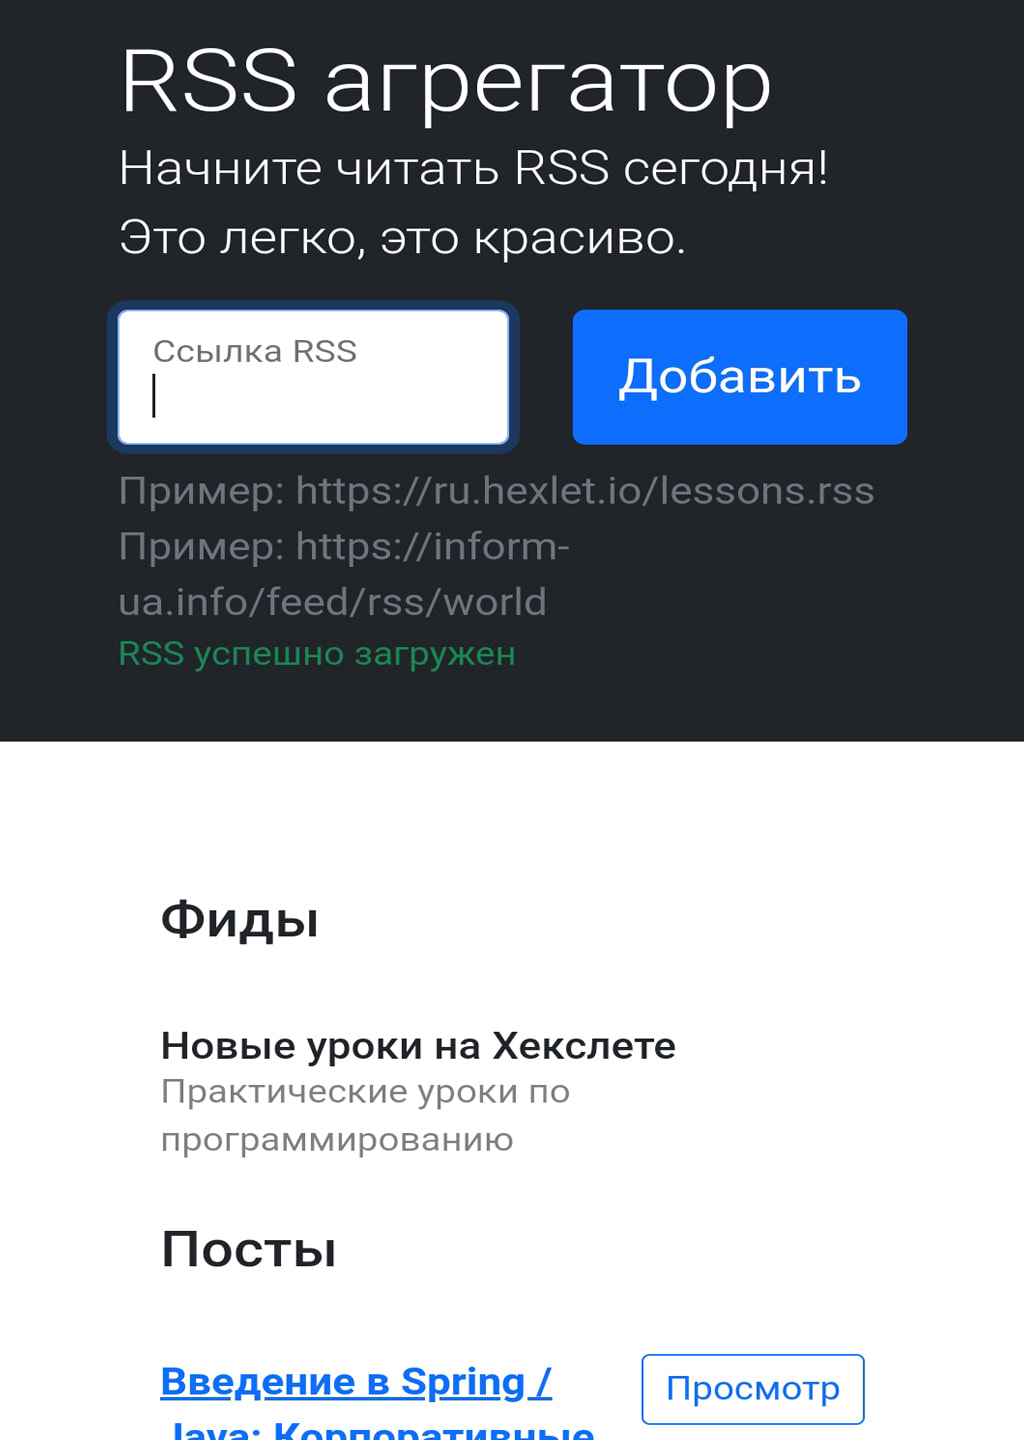 RSS агрегатор
Начните читать RSS сегодня!
Это легко, это красиво.
Ссылка RSS
Добавить
Пример: https://ru.hexlet.io/lessons.rss
Пример: https://inform-
ua.info/feed/rss/world
RSS успешно загружен
Фиды
Новые уроки на Хекслете
Практические уроки по
программированию
Посты
Введение в Spring /
Просмотр
Java: Корпоративные